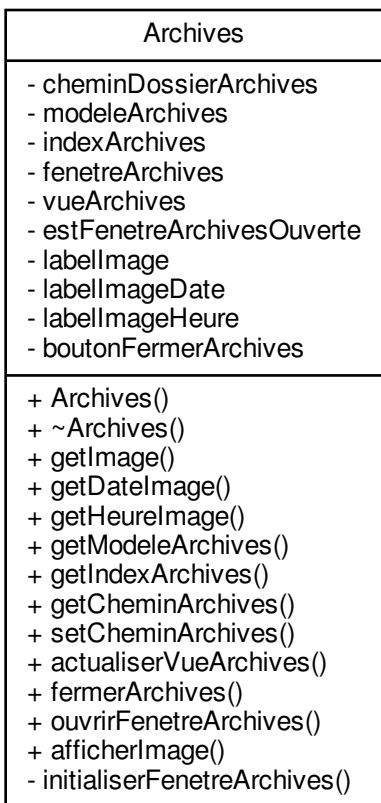 Archives
- cheminDossierArchives
- modeleArchives
- indexArchives
- fenetreArchives
- vueArchives
- estFenetreArchivesOuverte
- labelImage
- labelImageDate
- labelImageHeure
- boutonFermerArchives
+ Archives()
+ ~Archives()
+ getImage()
+ getDateImage()
+ getHeureImage()
+ getModeleArchives()
+ getIndexArchives()
+ getCheminArchives()
+ setCheminArchives()
+ actualiserVueArchives()
+ fermerArchives()
+ ouvrirFenetreArchives()
+ afficherImage()
- initialiserFenetreArchives()